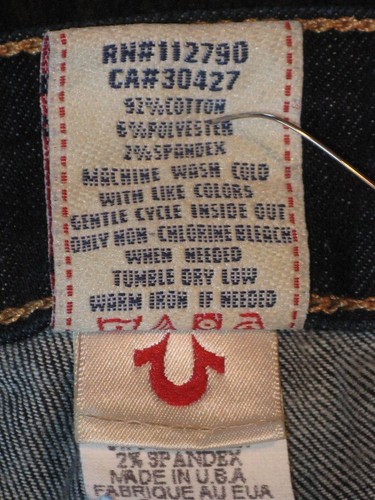 RN#112790
CA#30427
92%COTTON
6%POLYESTER
2%SPANDEX
MACHINE WASH COLD
WITH LIKE COLORS
GENTLE CYCLE INSIDE OUT
ONLY NON-CHLORINE BLEACH
WHEN NEEDED
TUMBLE DRY LOW
WARM IRON IF NEEDED
2% SPANDEX
MADE IN U.S.A
FABRIQUE AU EUA